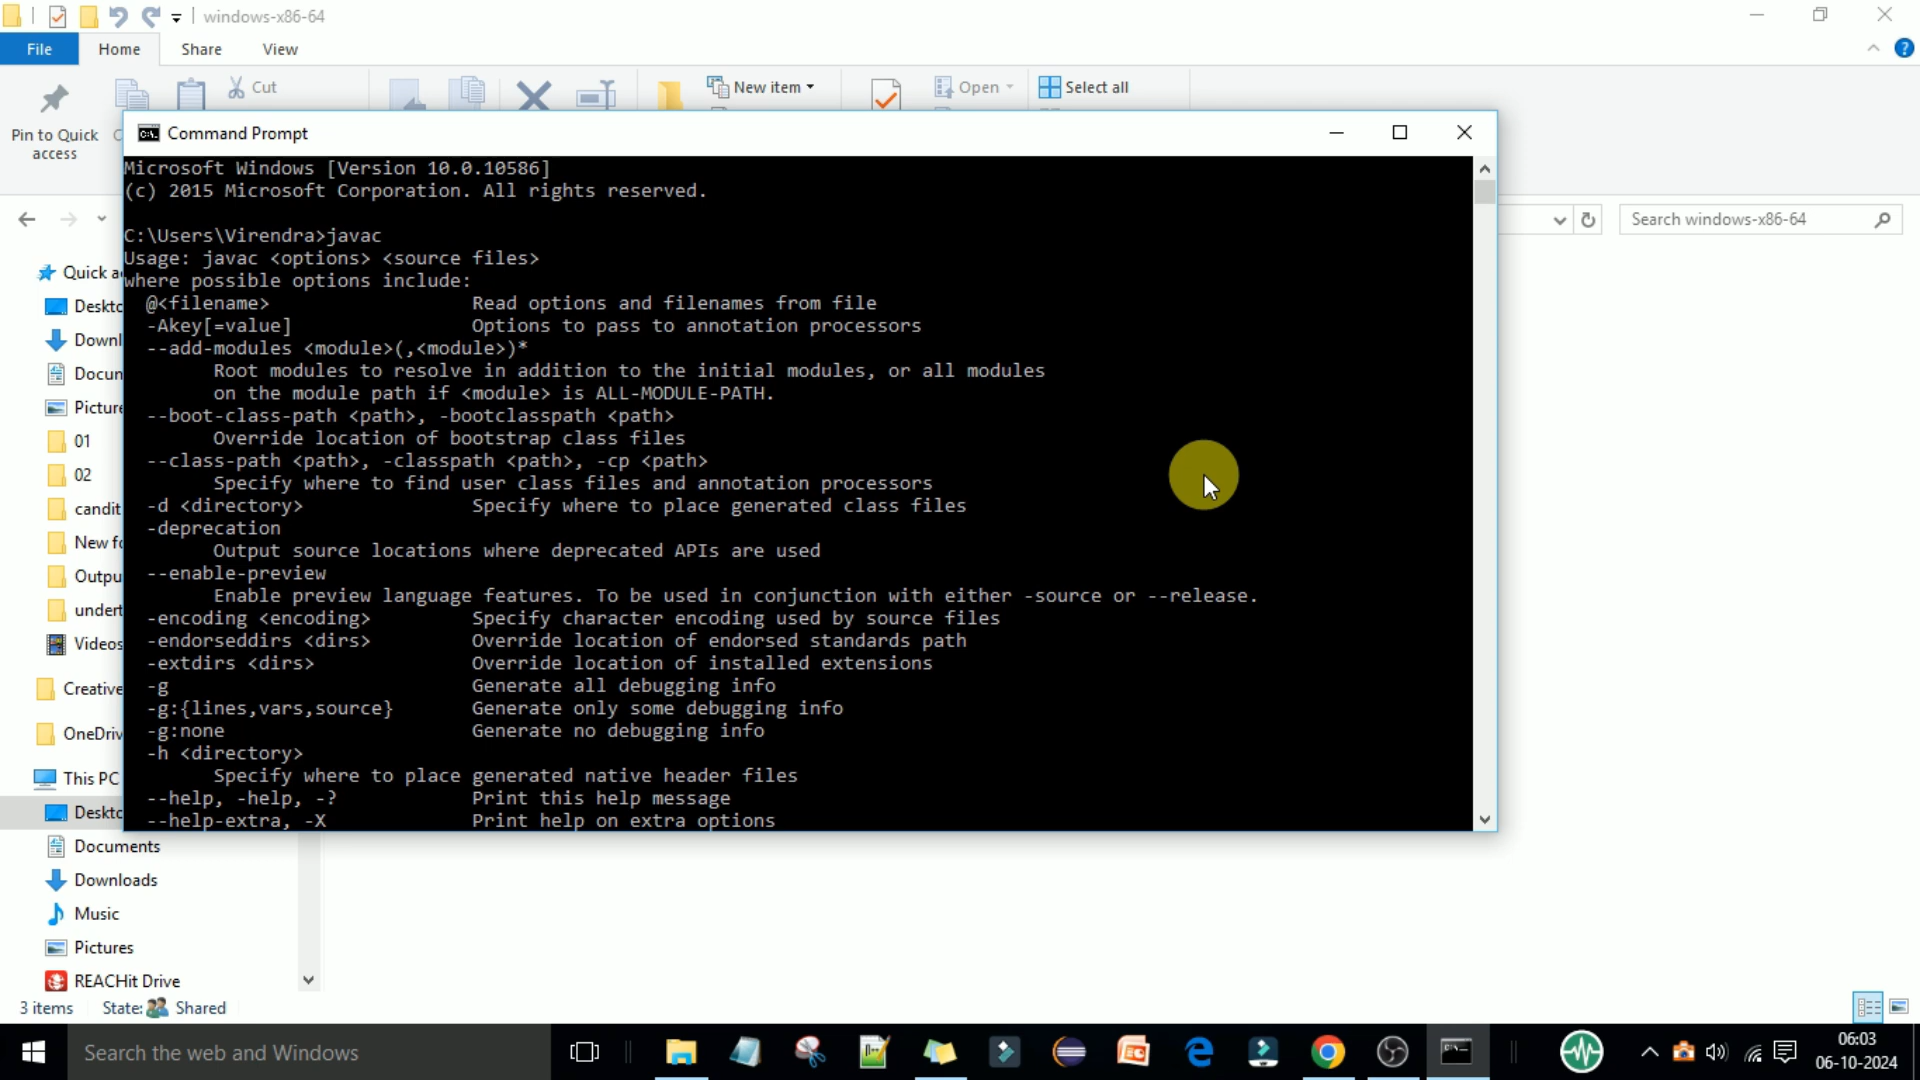 windows-x86-64
File Home Share View
Cut
New item
Open
Select all
Pin to Quick
access
Command Prompt
Microsoft Windows [Version 10.0.10586]
(c) 2015 Microsoft Corporation. All rights reserved.
Search windows-x86-64
C:\Users\Virendra>javac
Usage: javac <options> <source files>
where possible options include:
@<filename> Read options and filenames from file
-Akey[=value] Options to pass to annotation processors
--add-modules <module>(,<module>)*
Root modules to resolve in addition to the initial modules, or all modules
on the module path if <module> is ALL-MODULE-PATH.
--boot-class-path <path>, -bootclasspath <path>
Override location of bootstrap class files
--class-path <path>, -classpath <path>, -cp <path>
Specify where to find user class files and annotation processors
-d <directory> Specify where to place generated class files
-deprecation
Output source locations where deprecated APIs are used
--enable-preview
Enable preview language features. To be used in conjunction with either -source or --release.
-encoding <encoding> Specify character encoding used by source files
-endorseddirs <dirs> Override location of endorsed standards path
-extdirs <dirs> Override location of installed extensions
-g Generate all debugging info
-g:{lines,vars,source} Generate only some debugging info
-g:none Generate no debugging info
-h <directory>
Specify where to place generated native header files
--help, -help, -? Print this help message
--help-extra, -X Print help on extra options
Quick a
Deskto
Downl
Docun
Picture
01
02
candit
New fo
Outpu
undert
Videos
Creative
OneDriv
This PC
Deskto
Documents
Downloads
Music
Pictures
REACHit Drive
3 items State: Shared
Search the web and Windows
06:03
06-10-2024